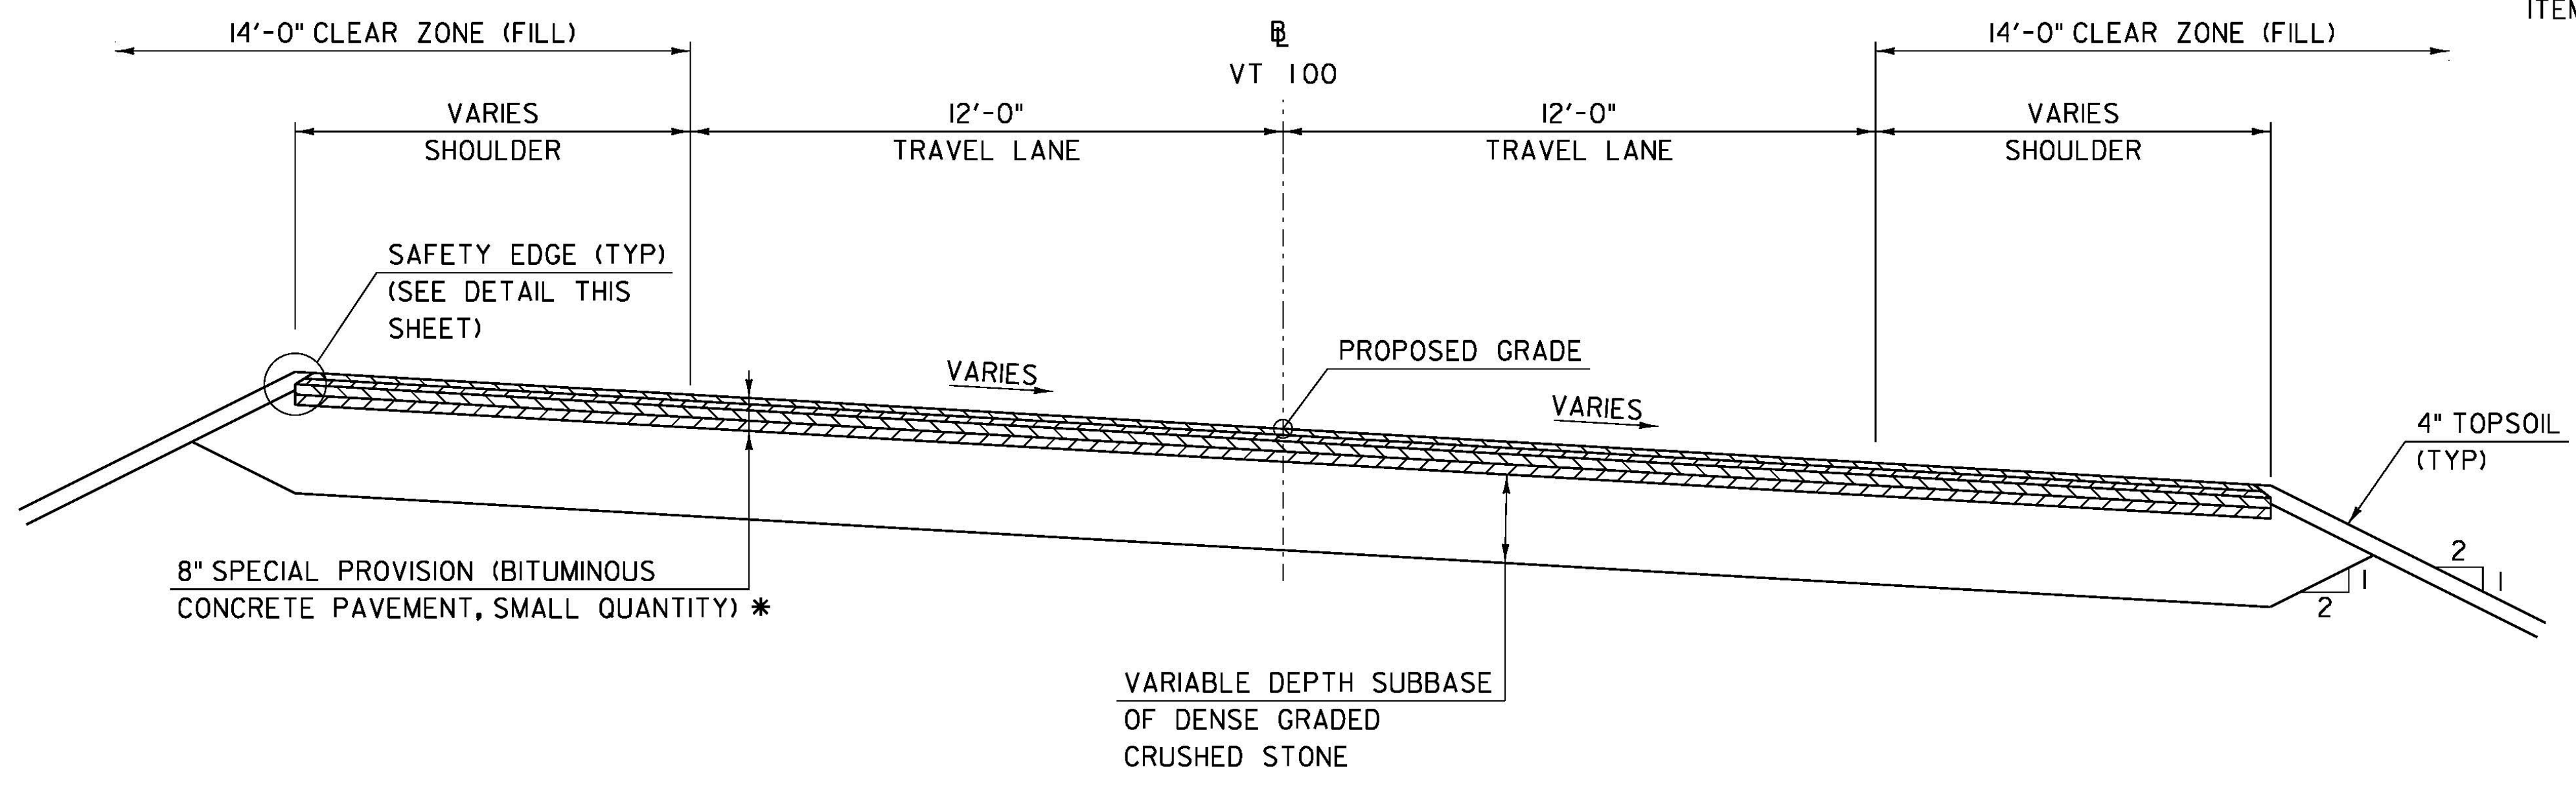 ITEM
14'-0" CLEAR ZONE (FILL)
BL
VT 100
14'-0" CLEAR ZONE (FILL)
VARIES
SHOULDER
12'-0"
TRAVEL LANE
12'-0"
TRAVEL LANE
VARIES
SHOULDER
SAFETY EDGE (TYP)
(SEE DETAIL THIS
SHEET)
VARIES
PROPOSED GRADE
VARIES
4" TOPSOIL
(TYP)
2
1
2
1
8" SPECIAL PROVISION (BITUMINOUS
CONCRETE PAVEMENT, SMALL QUANTITY) *
VARIABLE DEPTH SUBBASE
OF DENSE GRADED
CRUSHED STONE